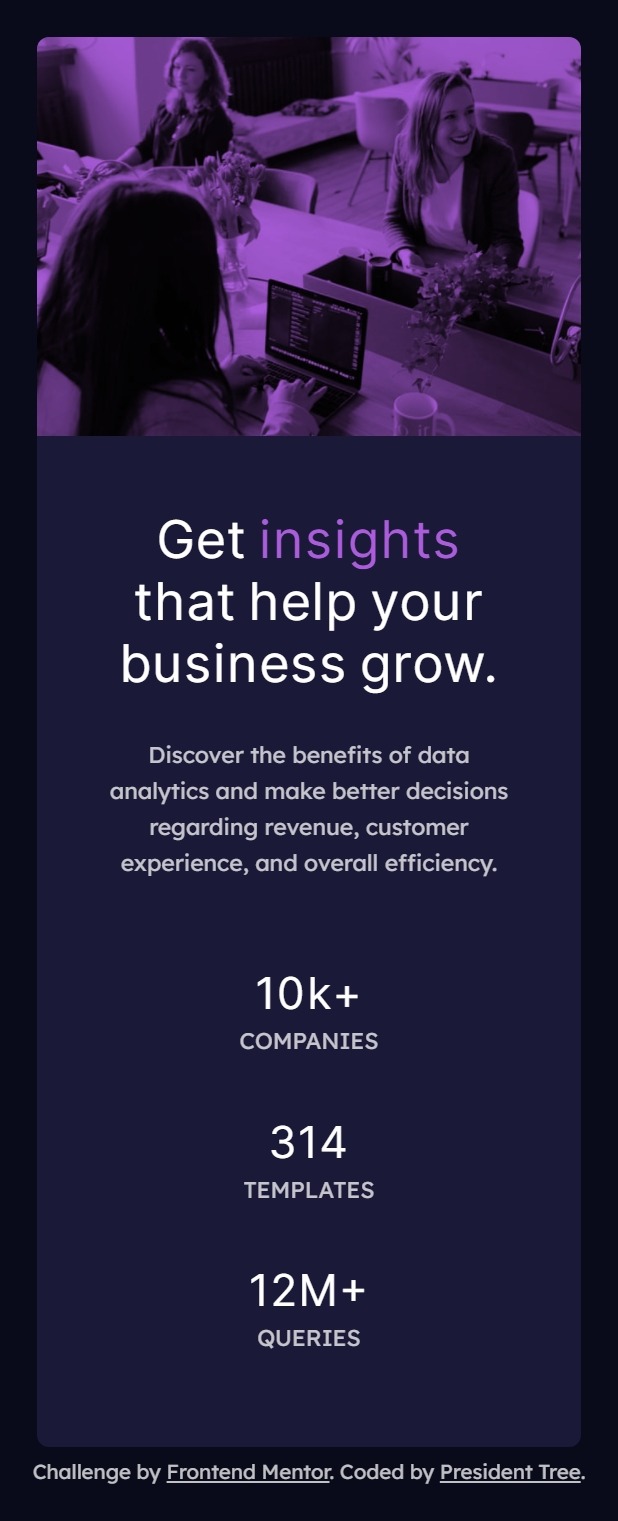 Get insights
that help your
business grow.
Discover the benefits of data
analytics and make better decisions
regarding revenue, customer
experience, and overall efficiency.
10k+
COMPANIES
314
TEMPLATES
12M+
QUERIES
Challenge by Frontend Mentor. Coded by President Tree.